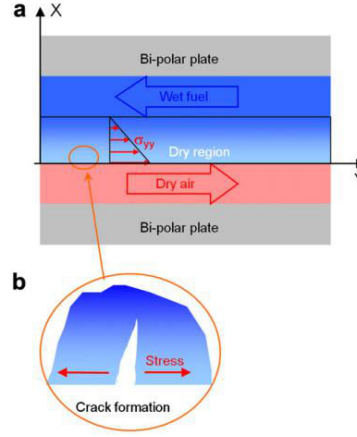 a
X
Bi-polar plate
Wet fuel
σyy
Dry region
Y
Dry air
Bi-polar plate
b
Stress
Crack formation